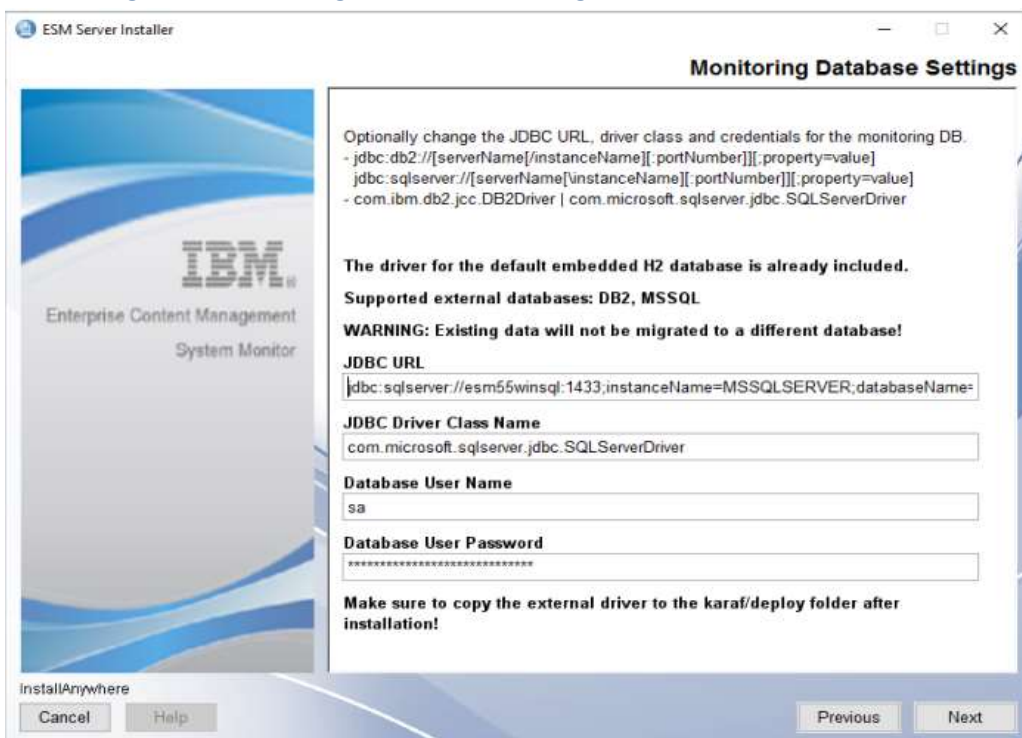 ESM Server Installer
Monitoring Database Settings
Optionally change the JDBC URL, driver class and credentials for the monitoring DB.
- jdbc:db2://[serverName[/instanceName][:portNumber]][;property=value]
jdbc:sqlserver://[serverName[\instanceName][:portNumber]][;property=value]
- com.ibm.db2.jcc.DB2Driver | com.microsoft.sqlserver.jdbc.SQLServerDriver
The driver for the default embedded H2 database is already included.
Supported external databases: DB2, MSSQL
WARNING: Existing data will not be migrated to a different database!
JDBC URL
jdbc:sqlserver://esm55winsql:1433;instanceName=MSSQLSERVER;databaseName=
JDBC Driver Class Name
com.microsoft.sqlserver.jdbc.SQLServerDriver
Database User Name
sa
Database User Password
*****************************
Make sure to copy the external driver to the karaf/deploy folder after
installation!
IBM®
Enterprise Content Management
System Monitor
InstallAnywhere
Cancel
Help
Previous
Next